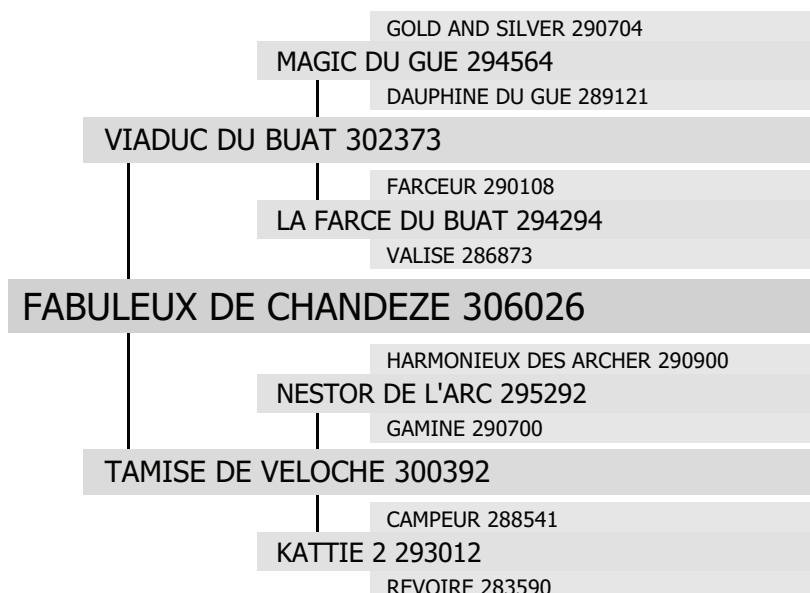 GOLD AND SILVER 290704
MAGIC DU GUE 294564
DAUPHINE DU GUE 289121
VIADUC DU BUAT 302373
FARCEUR 290108
LA FARCE DU BUAT 294294
VALISE 286873
FABULEUX DE CHANDEZE 306026
HARMONIEUX DES ARCHER 290900
NESTOR DE L'ARC 295292
GAMINE 290700
TAMISE DE VELOCHE 300392
CAMPEUR 288541
KATTIE 2 293012
REVOIRE 283590